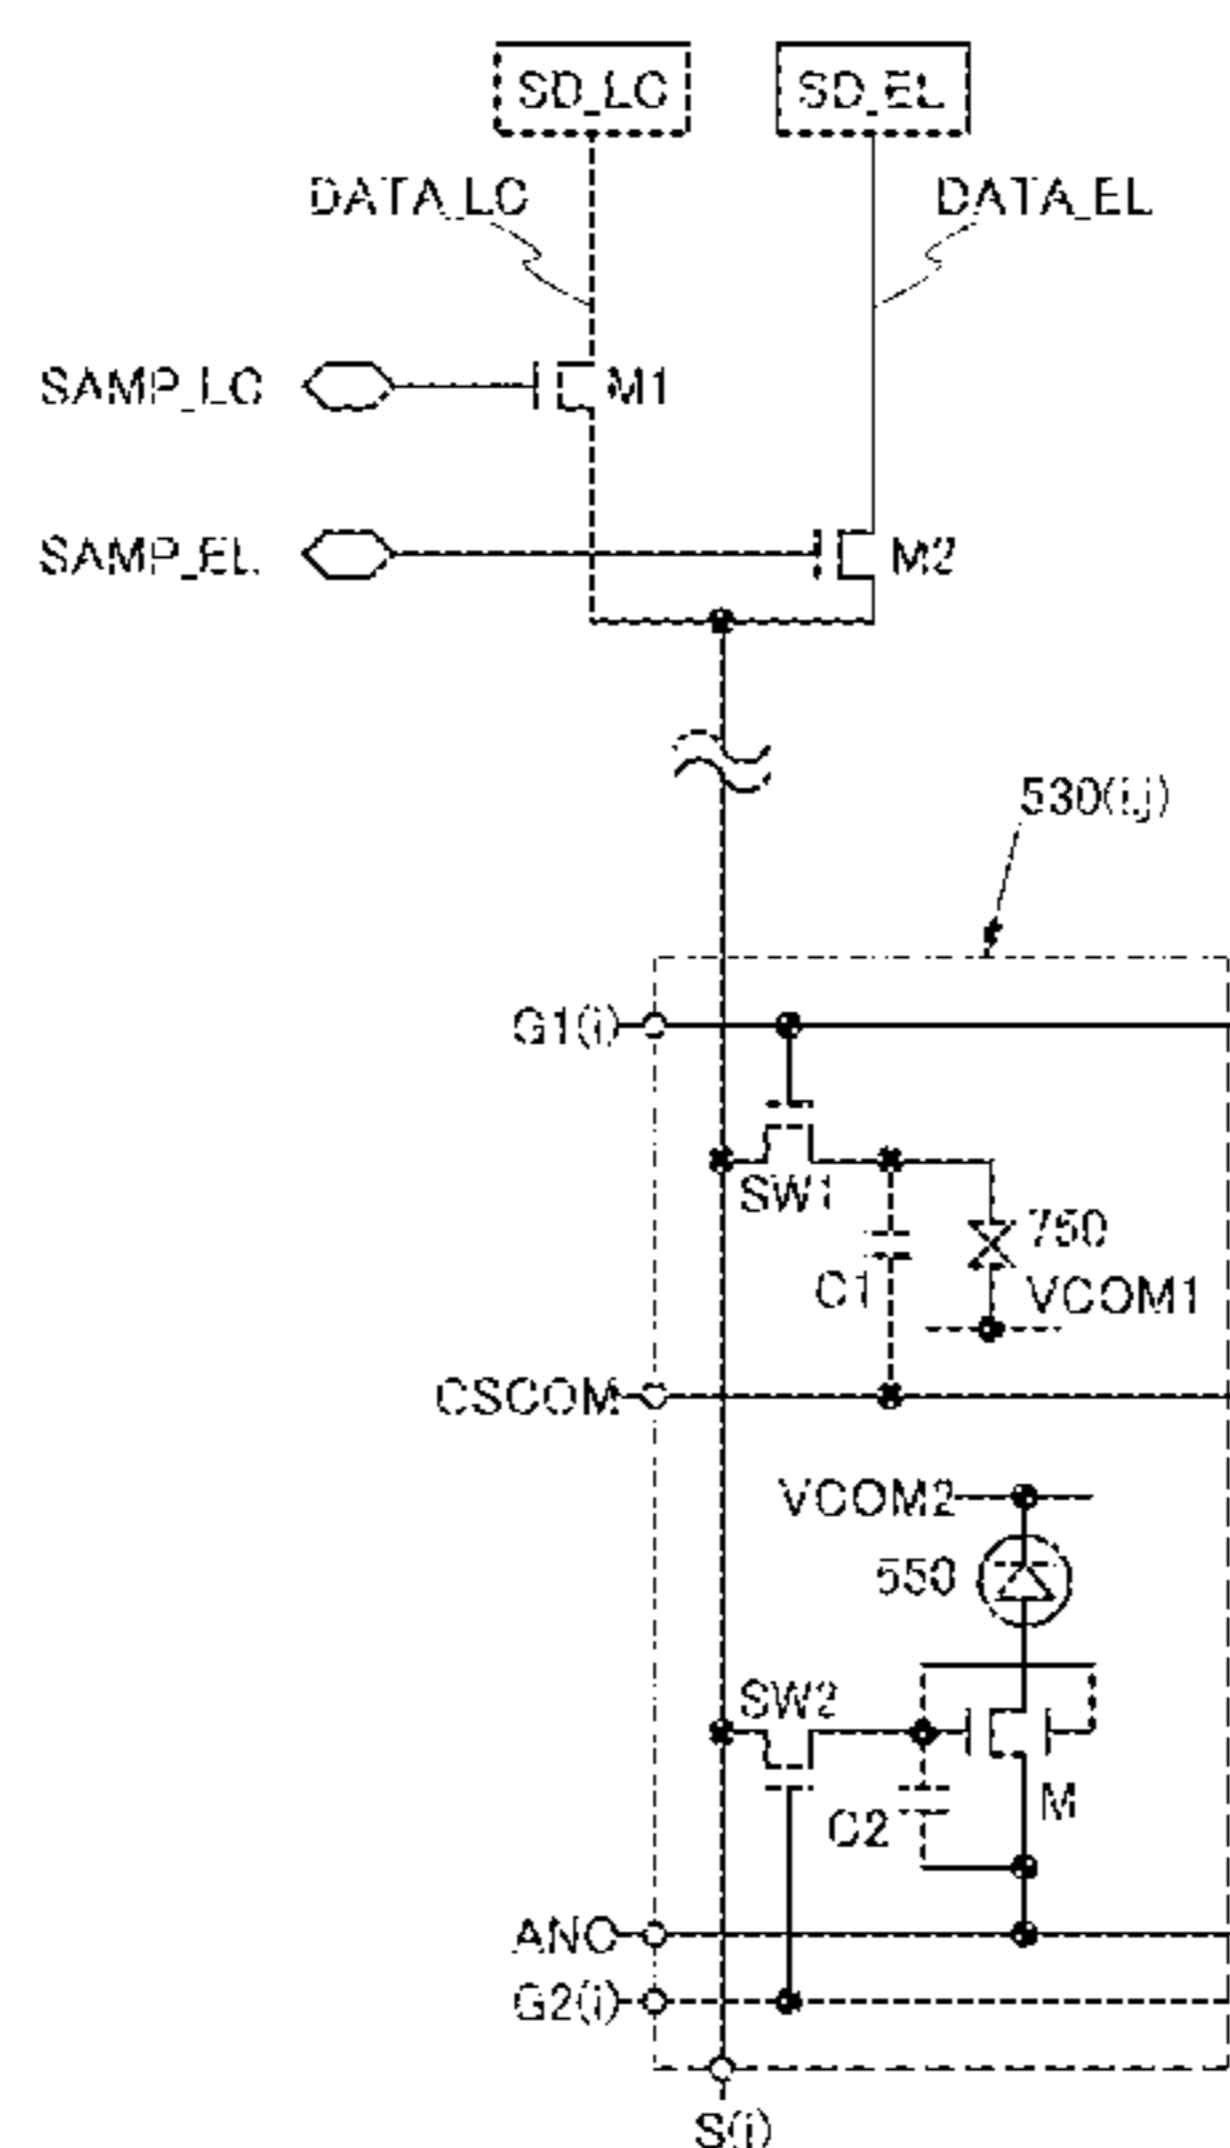 SD_LC
SD_EL
DATA_LC
DATA_EL
SAMP_LC
M1
SAMP_EL
M2
530(i,j)
G1(i)
SW1
C1
750
VCOM1
CSCOM
VCOM2
550
SW2
C2
M
ANO
G2(i)
S(j)